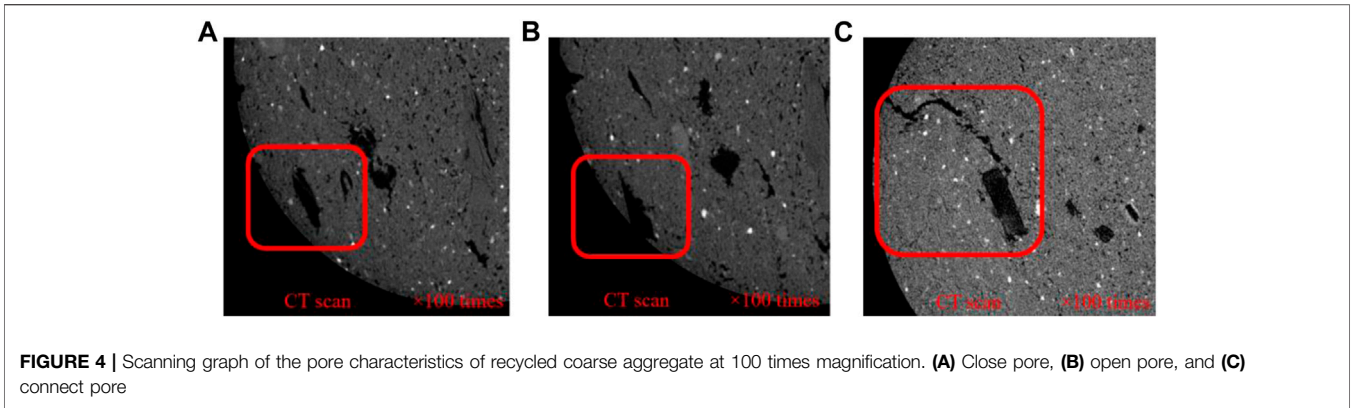 A B C
CT scan ×100 times CT scan ×100 times CT scan ×100 times
FIGURE 4 | Scanning graph of the pore characteristics of recycled coarse aggregate at 100 times magnification. (A) Close pore, (B) open pore, and (C)
connect pore